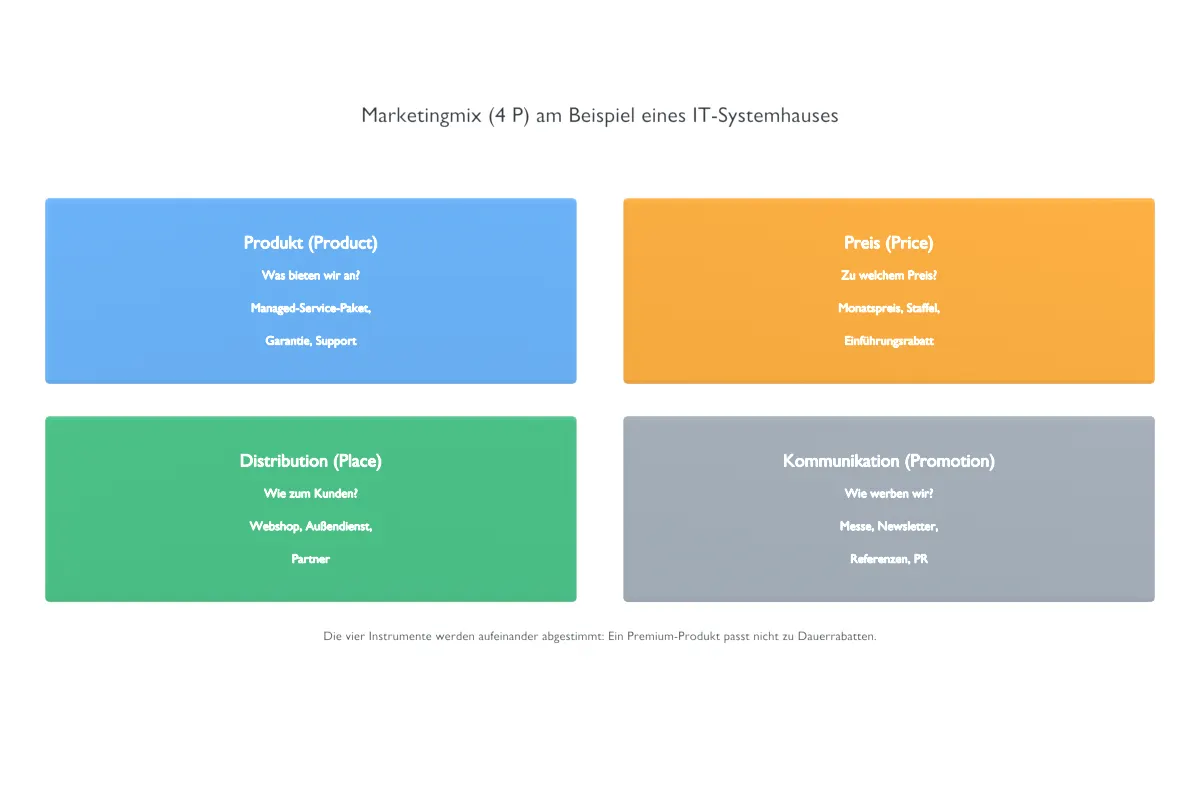 Marketingmix (4 P) am Beispiel eines IT-Systemhauses
Produkt (Product)
Was bieten wir an?
Managed-Service-Paket,
Garantie, Support
Preis (Price)
Zu welchem Preis?
Monatspreis, Staffel,
Einführungsrabatt
Distribution (Place)
Wie zum Kunden?
Webshop, Außendienst,
Partner
Kommunikation (Promotion)
Wie werben wir?
Messe, Newsletter,
Referenzen, PR
Die vier Instrumente werden aufeinander abgestimmt: Ein Premium-Produkt passt nicht zu Dauerrabatten.